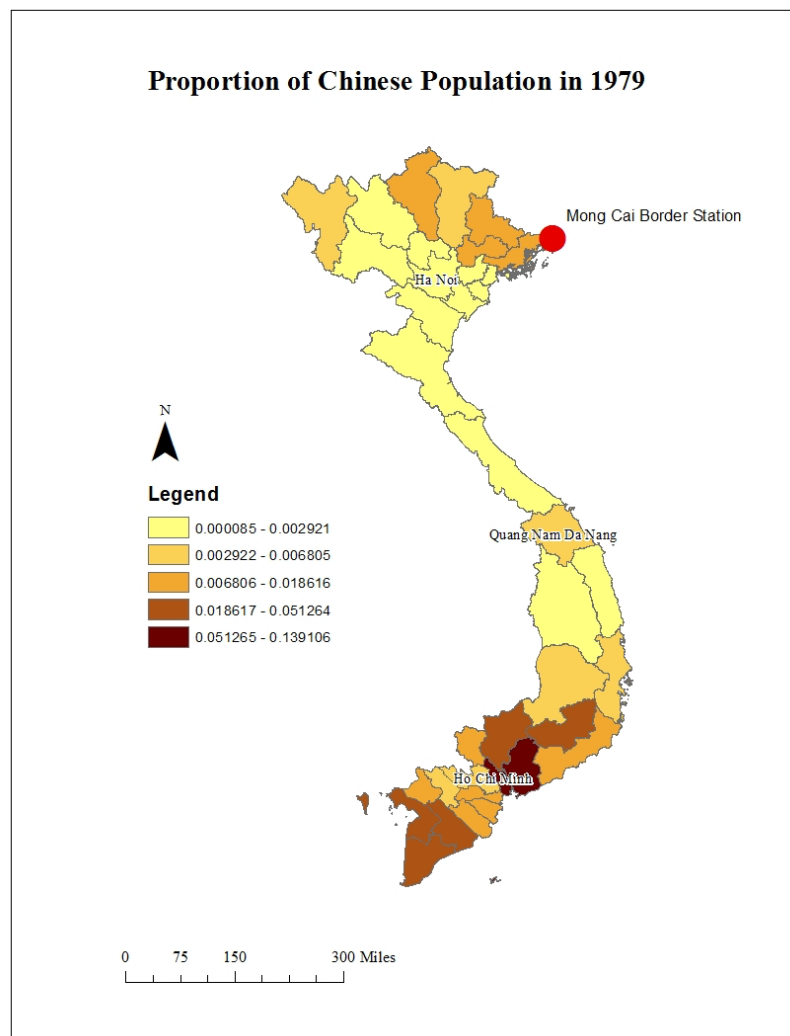 Proportion of Chinese Population in 1979
Mong Cai Border Station
Ha Noi
N
Legend
0.000085 - 0.002921
0.002922 - 0.006805
0.006806 - 0.018616
0.018617 - 0.051264
0.051265 - 0.139106
Quang Nam Da Nang
Ho Chi Minh
0 75 150 300 Miles